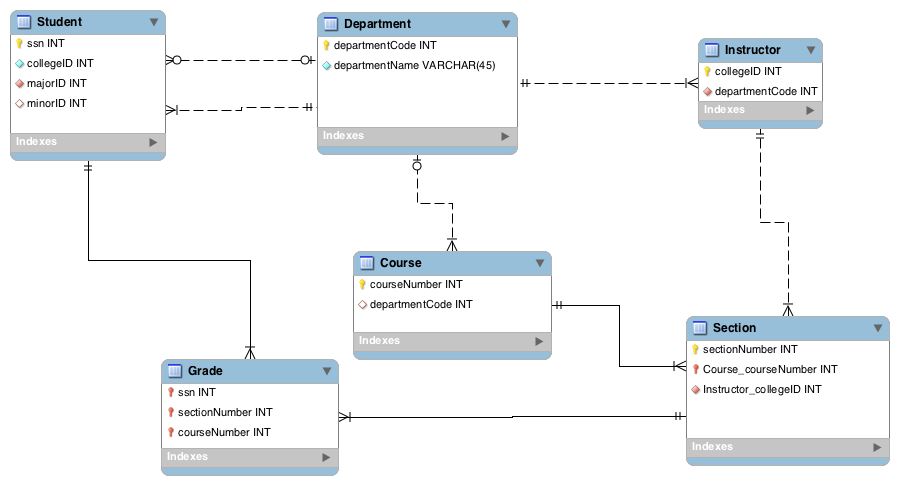 Student
ssn INT
collegeID INT
majorID INT
minorID INT
Indexes
Department
departmentCode INT
departmentName VARCHAR(45)
Indexes
Instructor
collegeID INT
departmentCode INT
Indexes
Course
courseNumber INT
departmentCode INT
Indexes
Section
sectionNumber INT
Course_courseNumber INT
Instructor_collegeID INT
Indexes
Grade
ssn INT
sectionNumber INT
courseNumber INT
Indexes